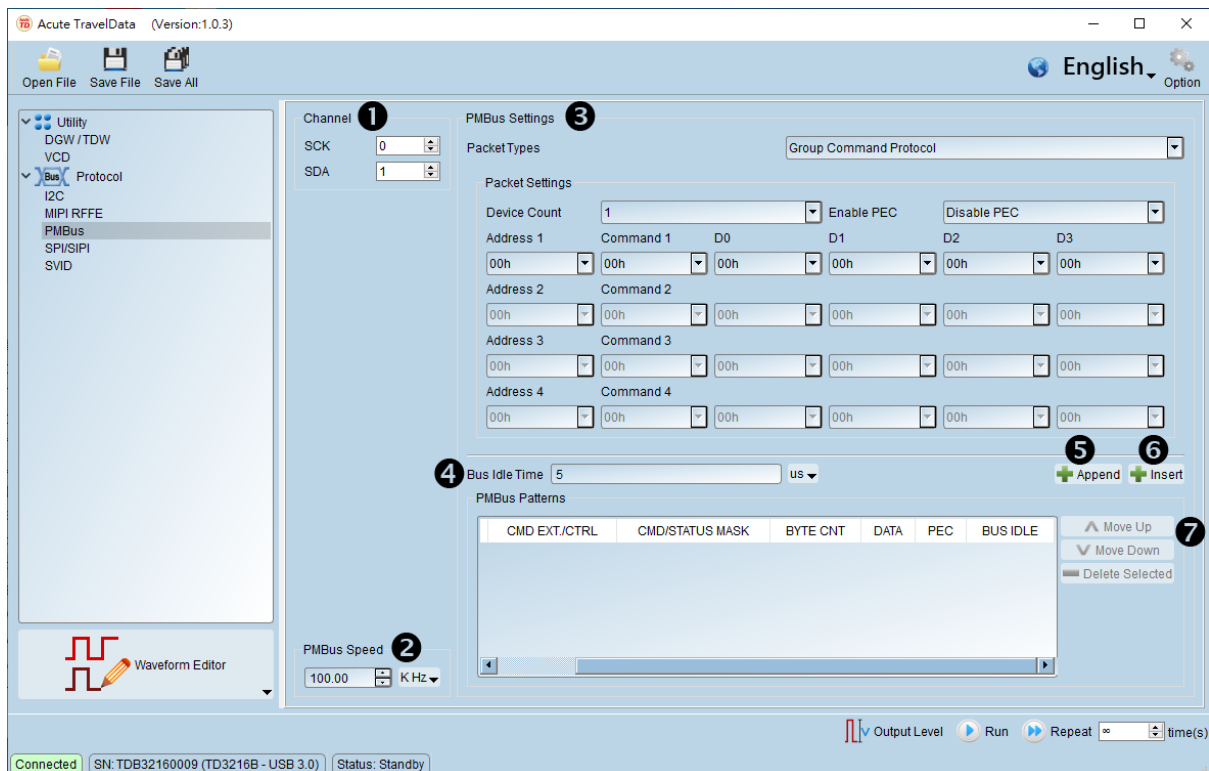 Acute TravelData (Version:1.0.3)
Open File Save File Save All
English
Option
Utility
DGW /TDW
VCD
Bus Protocol
I2C
MIPI RFFE
PMBus
SPI/SIPI
SVID
Waveform Editor
Channel 1
SCK 0
SDA 1
PMBus Speed 2
100.00 K Hz
PMBus Settings 3
Packet Types Group Command Protocol
Packet Settings
Device Count 1 Enable PEC Disable PEC
Address 1 Command 1 D0 D1 D2 D3
00h 00h 00h 00h 00h 00h
Address 2 Command 2
00h 00h 00h 00h 00h 00h
Address 3 Command 3
00h 00h 00h 00h 00h 00h
Address 4 Command 4
00h 00h 00h 00h 00h 00h
5 6
4 Bus Idle Time 5 us Append Insert
PMBus Patterns
CMD EXT./CTRL CMD/STATUS MASK BYTE CNT DATA PEC BUS IDLE
Move Up 7
Move Down
Delete Selected
V Output Level Run Repeat ∞ time(s)
Connected SN: TDB32160009 (TD3216B - USB 3.0) Status: Standby